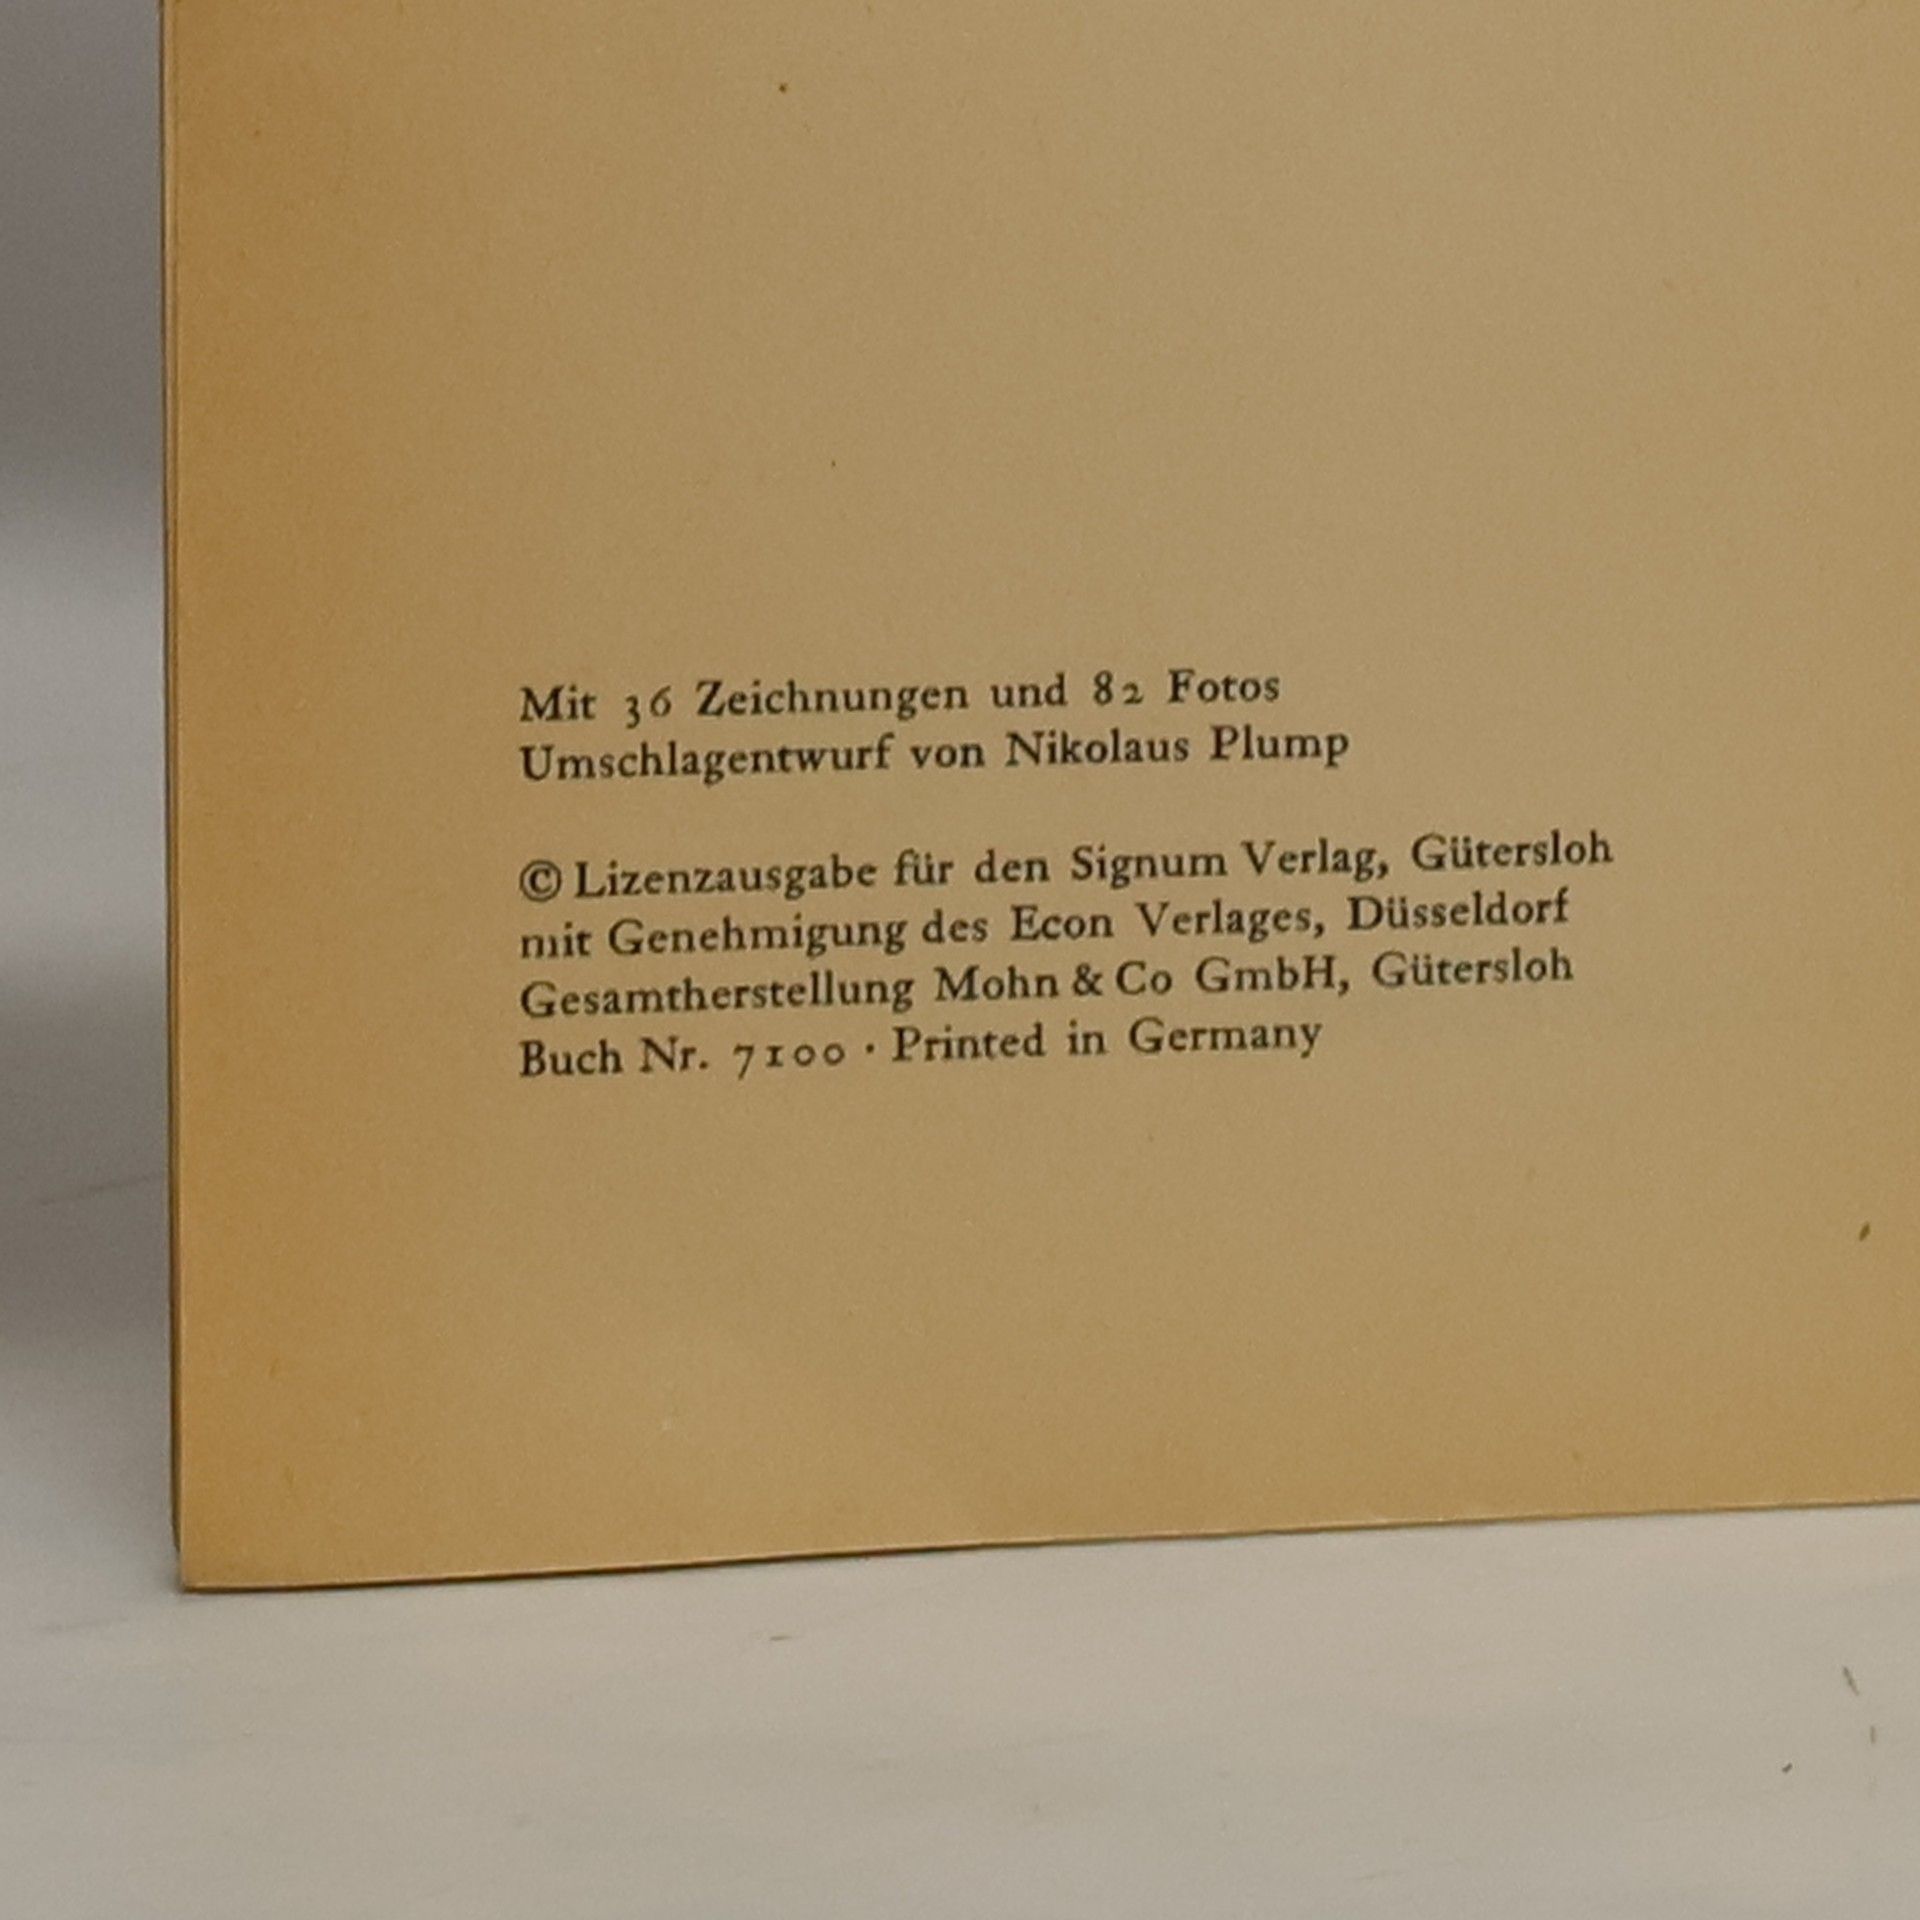 Mit 36 Zeichnungen und 82 Fotos
Umschlagentwurf von Nikolaus Plump
© Lizenzausgabe für den Signum Verlag, Gütersloh
mit Genehmigung des Econ Verlages, Düsseldorf
Gesamtherstellung Mohn & Co GmbH, Gütersloh
Buch Nr. 7100 · Printed in Germany